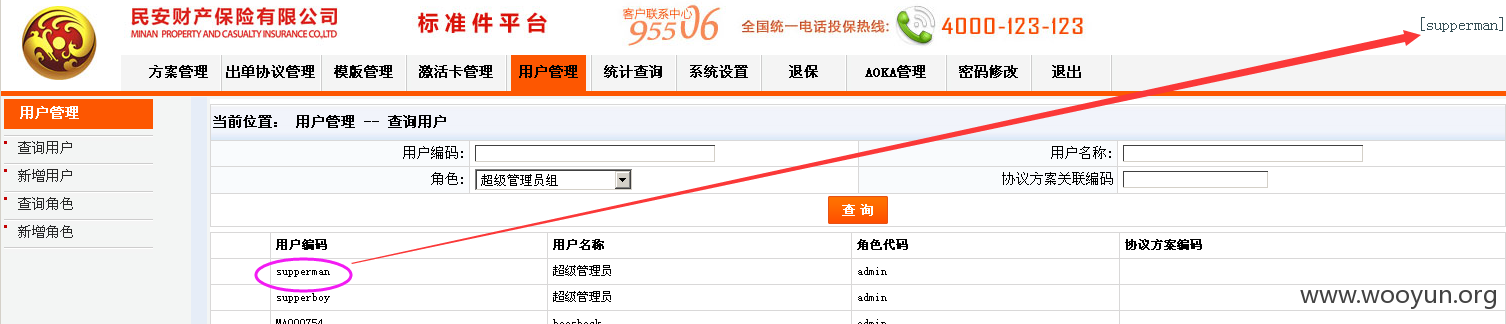 民安财产保险有限公司
MINAN PROPERTY AND CASUALTY INSURANCE CO.,LTD
标准件平台
客户联系中心
95506
全国统一电话投保热线: 4000-123-123
[supperman]
方案管理 出单协议管理 模版管理 激活卡管理 用户管理 统计查询 系统设置 退保 AOKA管理 密码修改 退出
用户管理
查询用户
新增用户
查询角色
新增角色
当前位置: 用户管理 -- 查询用户
用户编码: 用户名称:
角色: 超级管理员组 协议方案关联编码
查询
用户编码 用户名称 角色代码 协议方案编码
supperman 超级管理员 admin
supperboy 超级管理员 admin
MA000754 admin
www.wooyun.org